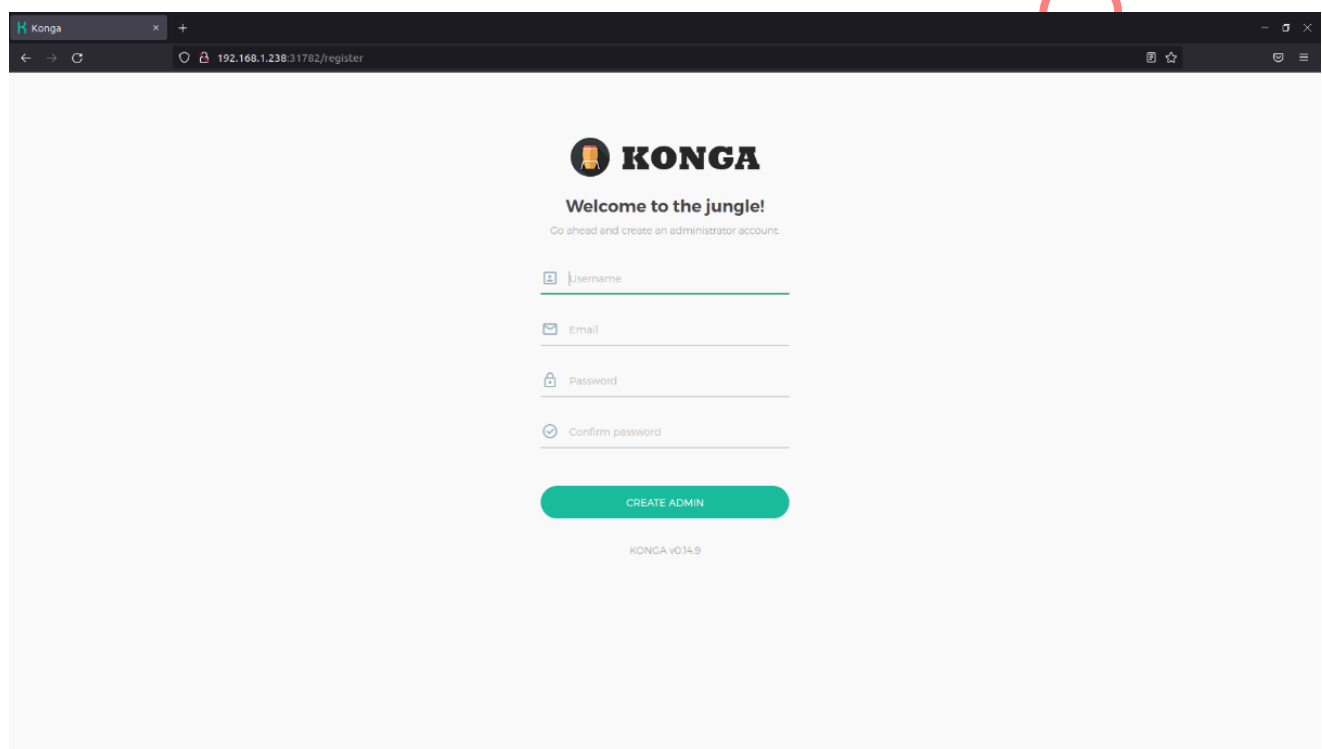 Konga
192.168.1.238:31782/register
KONGA
Welcome to the jungle!
Go ahead and create an administrator account.
Username
Email
Password
Confirm password
CREATE ADMIN
KONGA v0.14.9